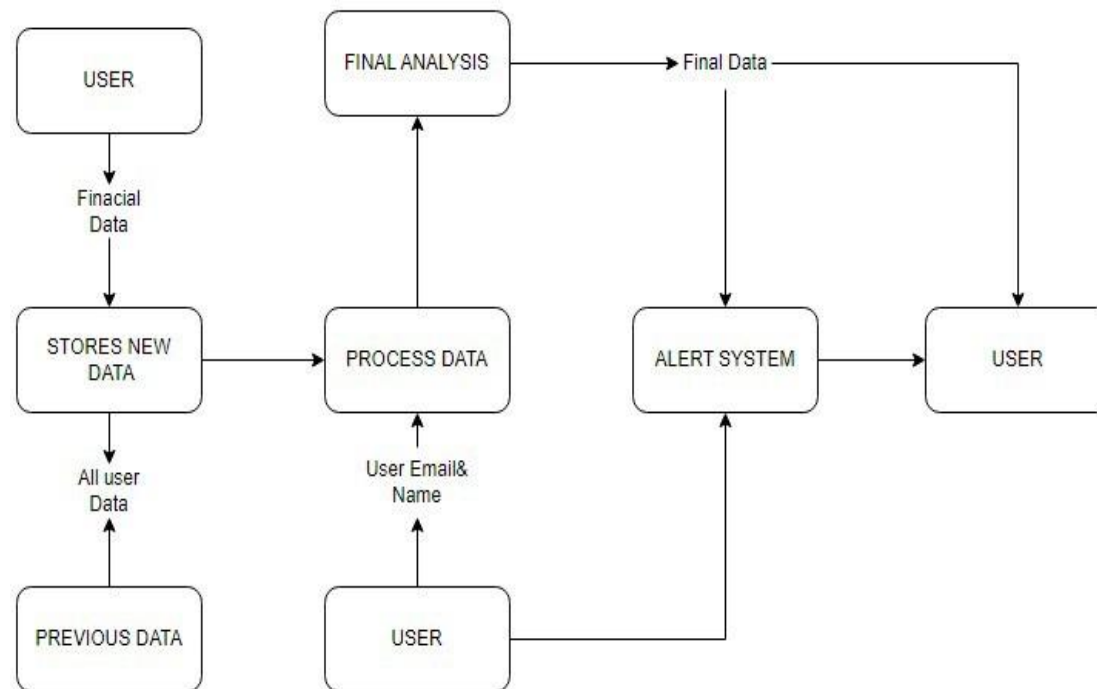 USER
FINAL ANALYSIS
Final Data
Finacial
Data
STORES NEW
DATA
PROCESS DATA
ALERT SYSTEM
USER
All user
Data
User Email&
Name
PREVIOUS DATA
USER